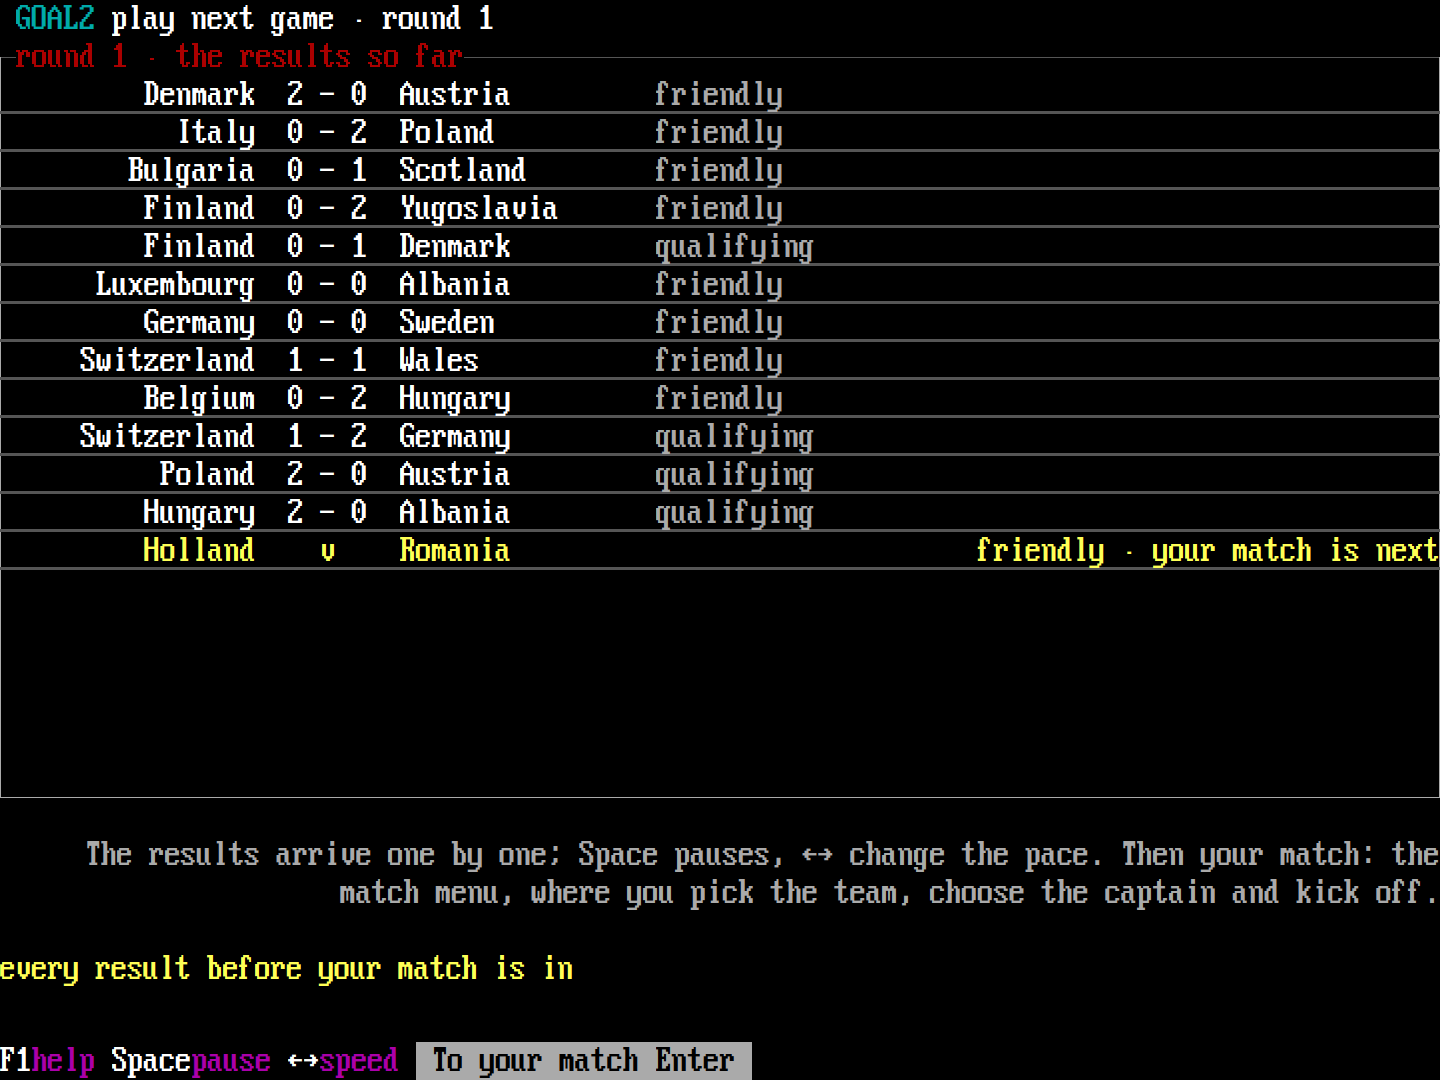 GOAL2 play next game · round 1
round 1 · the results so far
Denmark 2 - 0 Austria friendly
Italy 0 - 2 Poland friendly
Bulgaria 0 - 1 Scotland friendly
Finland 0 - 2 Yugoslavia friendly
Finland 0 - 1 Denmark qualifying
Luxembourg 0 - 0 Albania friendly
Germany 0 - 0 Sweden friendly
Switzerland 1 - 1 Wales friendly
Belgium 0 - 2 Hungary friendly
Switzerland 1 - 2 Germany qualifying
Poland 2 - 0 Austria qualifying
Hungary 2 - 0 Albania qualifying
Holland v Romania friendly · your match is next
The results arrive one by one; Space pauses, ↔ change the pace. Then your match: the
match menu, where you pick the team, choose the captain and kick off.
every result before your match is in
F1help Spacepause ↔speed To your match Enter